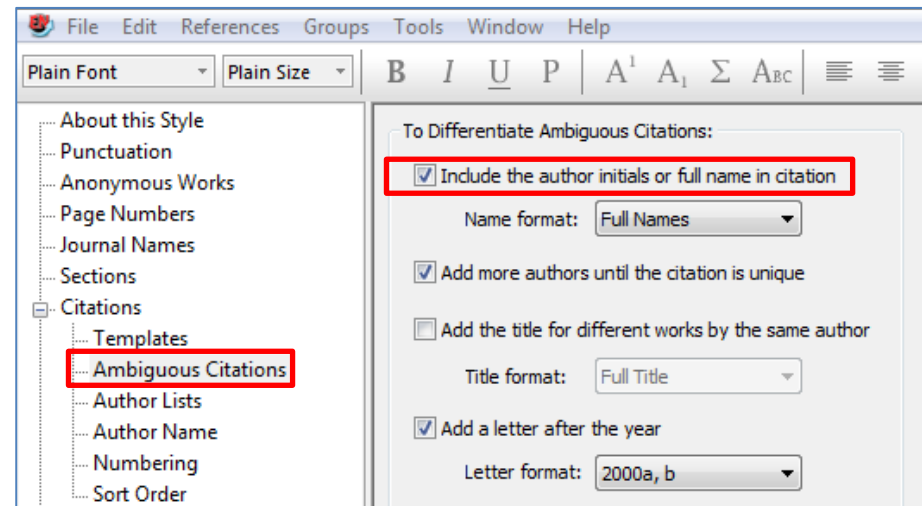 File Edit References Groups Tools Window Help
Plain Font Plain Size B I U P A1 A1 Σ ABC
About this Style
Punctuation
Anonymous Works
Page Numbers
Journal Names
Sections
Citations
Templates
Ambiguous Citations
Author Lists
Author Name
Numbering
Sort Order
To Differentiate Ambiguous Citations:
Include the author initials or full name in citation
Name format: Full Names
Add more authors until the citation is unique
Add the title for different works by the same author
Title format: Full Title
Add a letter after the year
Letter format: 2000a, b